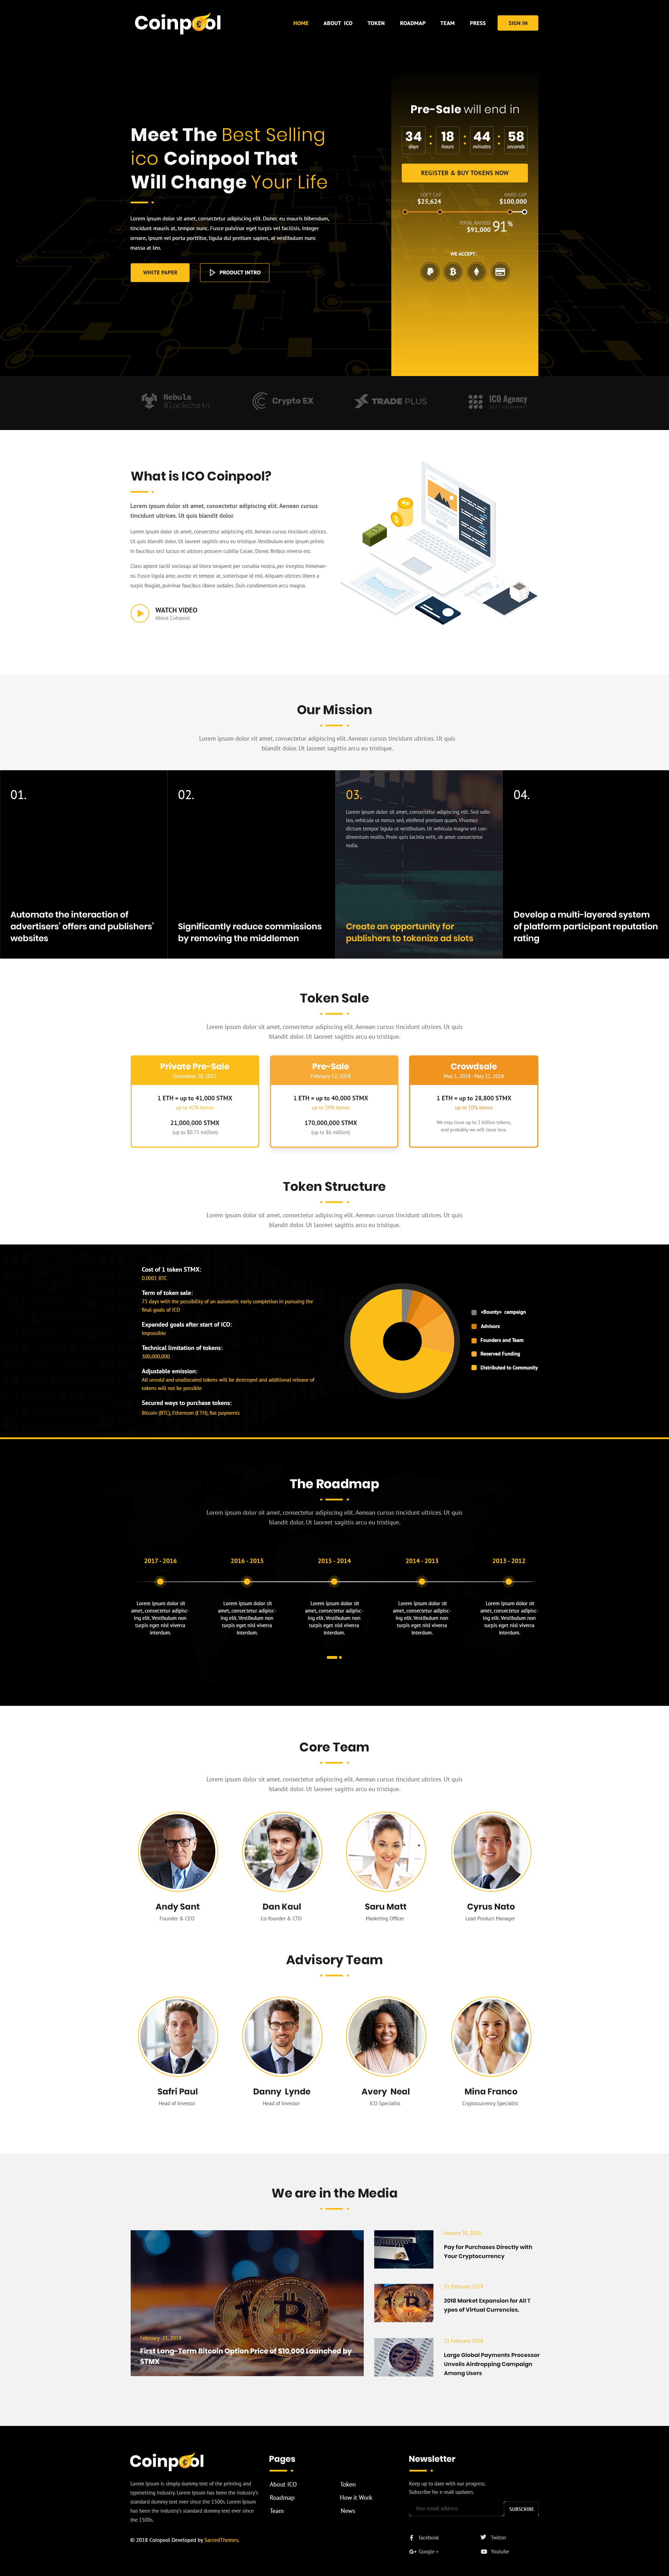 Coinpool
HOME ABOUT ICO TOKEN ROADMAP TEAM PRESS SIGN IN
Meet The Best Selling
ico Coinpool That
Will Change Your Life
Lorem ipsum dolor sit amet, consectetur adipiscing elit. Donec eu mauris bibendum,
tincidunt mauris at, tempor nunc. Fusce pulvinar eget turpis vel facilisis. Integer
ornare, ipsum vel porta porttitor, ligula dui pretium sapien, at vestibulum nunc
massa at leo.
WHITE PAPER
PRODUCT INTRO
Pre-Sale will end in
34 18 44 58
days hours minutes seconds
REGISTER & BUY TOKENS NOW
SOFT CAP HARD CAP
$25,624 $100,000
TOTAL RAISED
$91,000 91%
WE ACCEPT:
Nebula
Blockchain
Crypto EX
TRADE PLUS
ICO Agency
What is ICO Coinpool?
Lorem ipsum dolor sit amet, consectetur adipiscing elit. Aenean cursus
tincidunt ultrices. Ut quis blandit dolor.
Lorem ipsum dolor sit amet, consectetur adipiscing elit. Aenean cursus tincidunt ultrices.
Ut quis blandit dolor. Ut laoreet sagittis arcu eu tristique. Vestibulum ante ipsum primis
in faucibus orci luctus et ultrices posuere cubilia Curae; Donec finibus viverra est.
Class aptent taciti sociosqu ad litora torquent per conubia nostra, per inceptos himenae-
os. Fusce ligula ante, auctor et tempor at, scelerisque id nisl. Aliquam ultrices libero a
turpis feugiat, pulvinar faucibus libero sodales. Duis condimentum arcu magna.
WATCH VIDEO
About Coinpool
Our Mission
Lorem ipsum dolor sit amet, consectetur adipiscing elit. Aenean cursus tincidunt ultrices. Ut quis
blandit dolor. Ut laoreet sagittis arcu eu tristique.
01.
Automate the interaction of
advertisers' offers and publishers'
websites
02.
Significantly reduce commissions
by removing the middlemen
03.
Lorem ipsum dolor sit amet, consectetur adipiscing elit. Sed odio
leo, vehicula ut metus sed, eleifend pretium quam. Vivamus
dictum tempor ligula ut vestibulum. Ut vehicula magna vel con-
dimentum mollis. Proin quis lacinia velit, sit amet consectetur
nulla.
Create an opportunity for
publishers to tokenize ad slots
04.
Develop a multi-layered system
of platform participant reputation
rating
Token Sale
Lorem ipsum dolor sit amet, consectetur adipiscing elit. Aenean cursus tincidunt ultrices. Ut quis
blandit dolor. Ut laoreet sagittis arcu eu tristique.
Private Pre-Sale
December 20, 2017
1 ETH = up to 41,000 STMX
up to 42% bonus
21,000,000 STMX
(up to $0.75 million)
Pre-Sale
February 12, 2018
1 ETH = up to 40,000 STMX
up to 39% bonus
170,000,000 STMX
(up to $6 million)
Crowdsale
May 1, 2018 - May 31, 2018
1 ETH = up to 28,800 STMX
up to 10% bonus
We may issue up to 2 billion tokens,
and probably we will issue less.
Token Structure
Lorem ipsum dolor sit amet, consectetur adipiscing elit. Aenean cursus tincidunt ultrices. Ut quis
blandit dolor. Ut laoreet sagittis arcu eu tristique.
Cost of 1 token STMX:
0.0001 BTC
Term of token sale:
75 days with the possibility of an automatic early completion in pursuing the
final goals of ICO
Expanded goals after start of ICO:
Impossible
Technical limitation of tokens:
300,000,000
Adjustable emission:
All unsold and unallocated tokens will be destroyed and additional release of
tokens will not be possible
Secured ways to purchase tokens:
Bitcoin (BTC), Ethereum (ETH), fiat payments
«Bounty» campaign
Advisors
Founders and Team
Reserved Funding
Distributed to Community
The Roadmap
Lorem ipsum dolor sit amet, consectetur adipiscing elit. Aenean cursus tincidunt ultrices. Ut quis
blandit dolor. Ut laoreet sagittis arcu eu tristique.
2017 - 2016
Lorem ipsum dolor sit
amet, consectetur adipisc-
ing elit. Vestibulum non
turpis eget nisl viverra
interdum.
2016 - 2015
Lorem ipsum dolor sit
amet, consectetur adipisc-
ing elit. Vestibulum non
turpis eget nisl viverra
interdum.
2015 - 2014
Lorem ipsum dolor sit
amet, consectetur adipisc-
ing elit. Vestibulum non
turpis eget nisl viverra
interdum.
2014 - 2013
Lorem ipsum dolor sit
amet, consectetur adipisc-
ing elit. Vestibulum non
turpis eget nisl viverra
interdum.
2013 - 2012
Lorem ipsum dolor sit
amet, consectetur adipisc-
ing elit. Vestibulum non
turpis eget nisl viverra
interdum.
Core Team
Lorem ipsum dolor sit amet, consectetur adipiscing elit. Aenean cursus tincidunt ultrices. Ut quis
blandit dolor. Ut laoreet sagittis arcu eu tristique.
Andy Sant
Founder & CEO
Dan Kaul
Co-founder & CTO
Saru Matt
Marketing Officer
Cyrus Nato
Lead Product Manager
Advisory Team
Safri Paul
Head of Investor
Danny Lynde
Head of Investor
Avery Neal
ICO Specialist
Mina Franco
Cryptocurrency Specialist
We are in the Media
February 21, 2018
First Long-Term Bitcoin Option Price of $10,000 Launched by
STMX
January 20, 2018
Pay for Purchases Directly with
Your Cryptocurrency
21 February 2018
2018 Market Expansion for All T
ypes of Virtual Currencies.
21 February 2018
Large Global Payments Processor
Unveils Airdropping Campaign
Among Users
Coinpool
Lorem Ipsum is simply dummy text of the printing and
typesetting industry. Lorem Ipsum has been the industry's
standard dummy text ever since the 1500s. Lorem Ipsum
has been the industry's standard dummy text ever since
the 1500s.
© 2018 Coinpool Developed by SacredThemes.
Pages
About ICO Token
Roadmap How it Work
Team News
Newsletter
Keep up to date with our progress.
Subscribe for e-mail updates.
Your email address SUBSCRIBE
Facebook Twitter
Google + Youtube